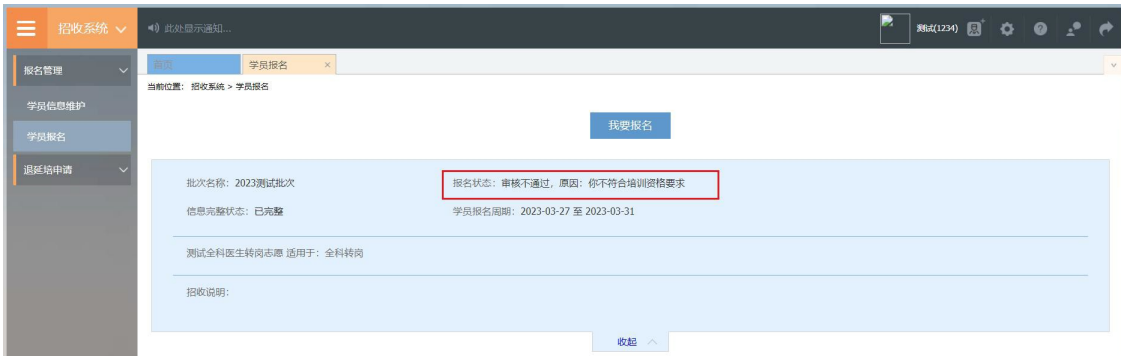 招收系统
此处显示通知...
测试(1234)
报名管理
学员信息维护
学员报名
退延培申请
首页
学员报名 ×
当前位置： 招收系统 > 学员报名
我要报名
批次名称：2023测试批次
报名状态：审核不通过，原因：你不符合培训资格要求
信息完整状态：已完整
学员报名周期：2023-03-27 至 2023-03-31
测试全科医生转岗志愿 适用于：全科转岗
招收说明：
收起